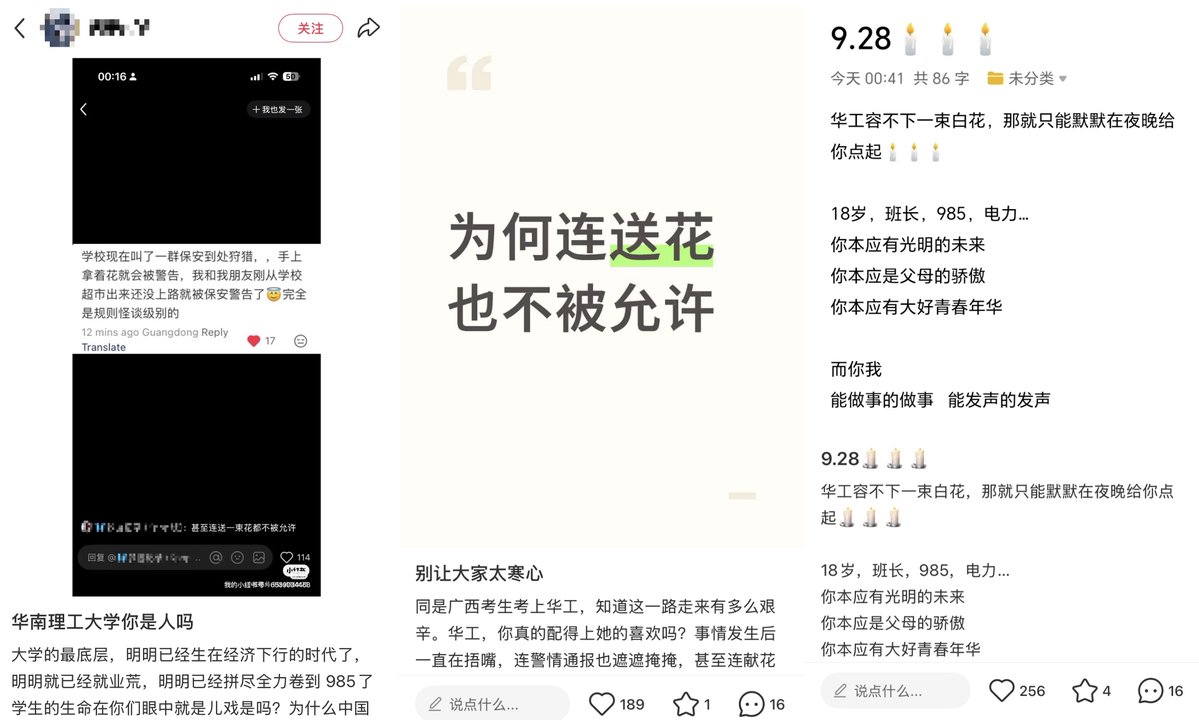 关注
00:16
58
+我也发一张
学校现在叫了一群保安到处狩猎，，手上
拿着花就会被警告，我和我朋友刚从学校
超市出来还没上路就被保安警告了😇完全
是规则怪谈级别的
12 mins ago Guangdong Reply
17
Translate
：甚至连送一束花都不被允许
回复 @
114
小红书
华南理工大学你是人吗
大学的最底层，明明已经生在经济下行的时代了，
明明就已经就业荒，明明已经拼尽全力卷到 985了
学生的生命在你们眼中就是儿戏是吗？为什么中国
“
为何连送花
也不被允许
别让大家太寒心
同是广西考生考上华工，知道这一路走来有多么艰
辛。华工，你真的配得上她的喜欢吗？事情发生后
一直在捂嘴，连警情通报也遮遮掩掩，甚至连献花
说点什么...
189
1
16
9.28🕯️🕯️🕯️
今天 00:41 共 86 字 未分类
华工容不下一束白花，那就只能默默在夜晚给
你点起🕯️🕯️🕯️
18岁，班长，985，电力...
你本应有光明的未来
你本应是父母的骄傲
你本应有大好青春年华
而你我
能做事的做事 能发声的发声
9.28🕯️🕯️🕯️
华工容不下一束白花，那就只能默默在夜晚给你点
起🕯️🕯️🕯️
18岁，班长，985，电力...
你本应有光明的未来
你本应是父母的骄傲
你本应有大好青春年华
说点什么...
256
4
16